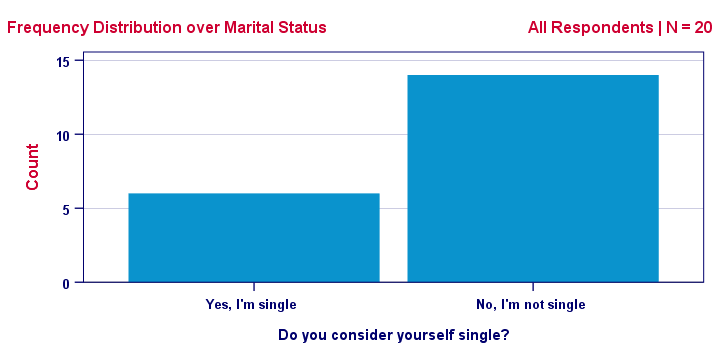 Frequency Distribution over Marital Status
All Respondents | N = 20
Count
15
10
5
0
Yes, I'm single
No, I'm not single
Do you consider yourself single?